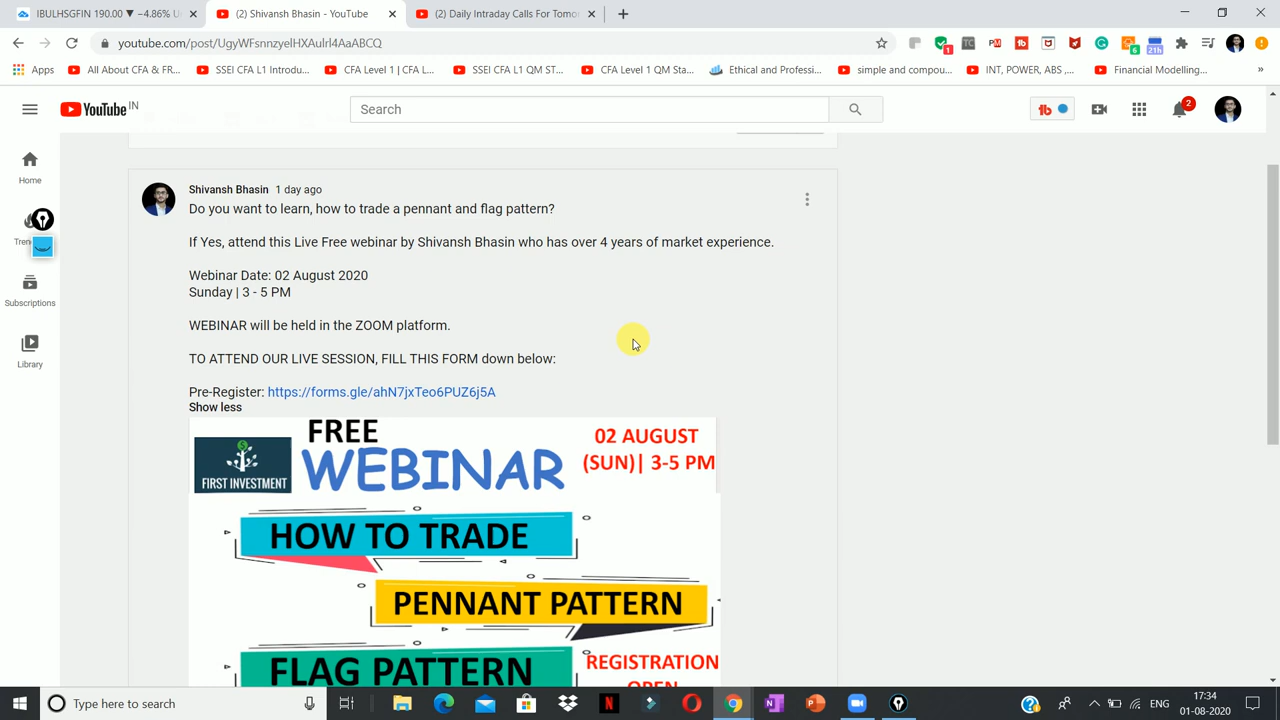 IBULHSGFIN 190.00 ▼ −4.86% U
(2) Shivansh Bhasin - YouTube
(2) Daily Intraday Calls For Tomo
youtube.com/post/UgyWFsnnzyelHXAulrl4AaABCQ
TC
1
6
21h
Apps
All About CFA & FR...
SSEI CFA L1 Introdu...
CFA Level 1 | CFA L...
SSEI CFA L1 QM ST...
CFA Level 1 QM Sta...
Ethical and Professi...
simple and compou...
INT, POWER, ABS ,...
Financial Modelling...
»
YouTube IN
Search
2
Home
Tren
Subscriptions
Library
Shivansh Bhasin 1 day ago
Do you want to learn, how to trade a pennant and flag pattern?
If Yes, attend this Live Free webinar by Shivansh Bhasin who has over 4 years of market experience.
Webinar Date: 02 August 2020
Sunday | 3 - 5 PM
WEBINAR will be held in the ZOOM platform.
TO ATTEND OUR LIVE SESSION, FILL THIS FORM down below:
Pre-Register: https://forms.gle/ahN7jxTeo6PUZ6j5A
Show less
FIRST INVESTMENT
FREE
WEBINAR
02 AUGUST
(SUN)| 3-5 PM
HOW TO TRADE
PENNANT PATTERN
FLAG PATTERN
REGISTRATION
OPEN
Type here to search
ENG
17:34
01-08-2020